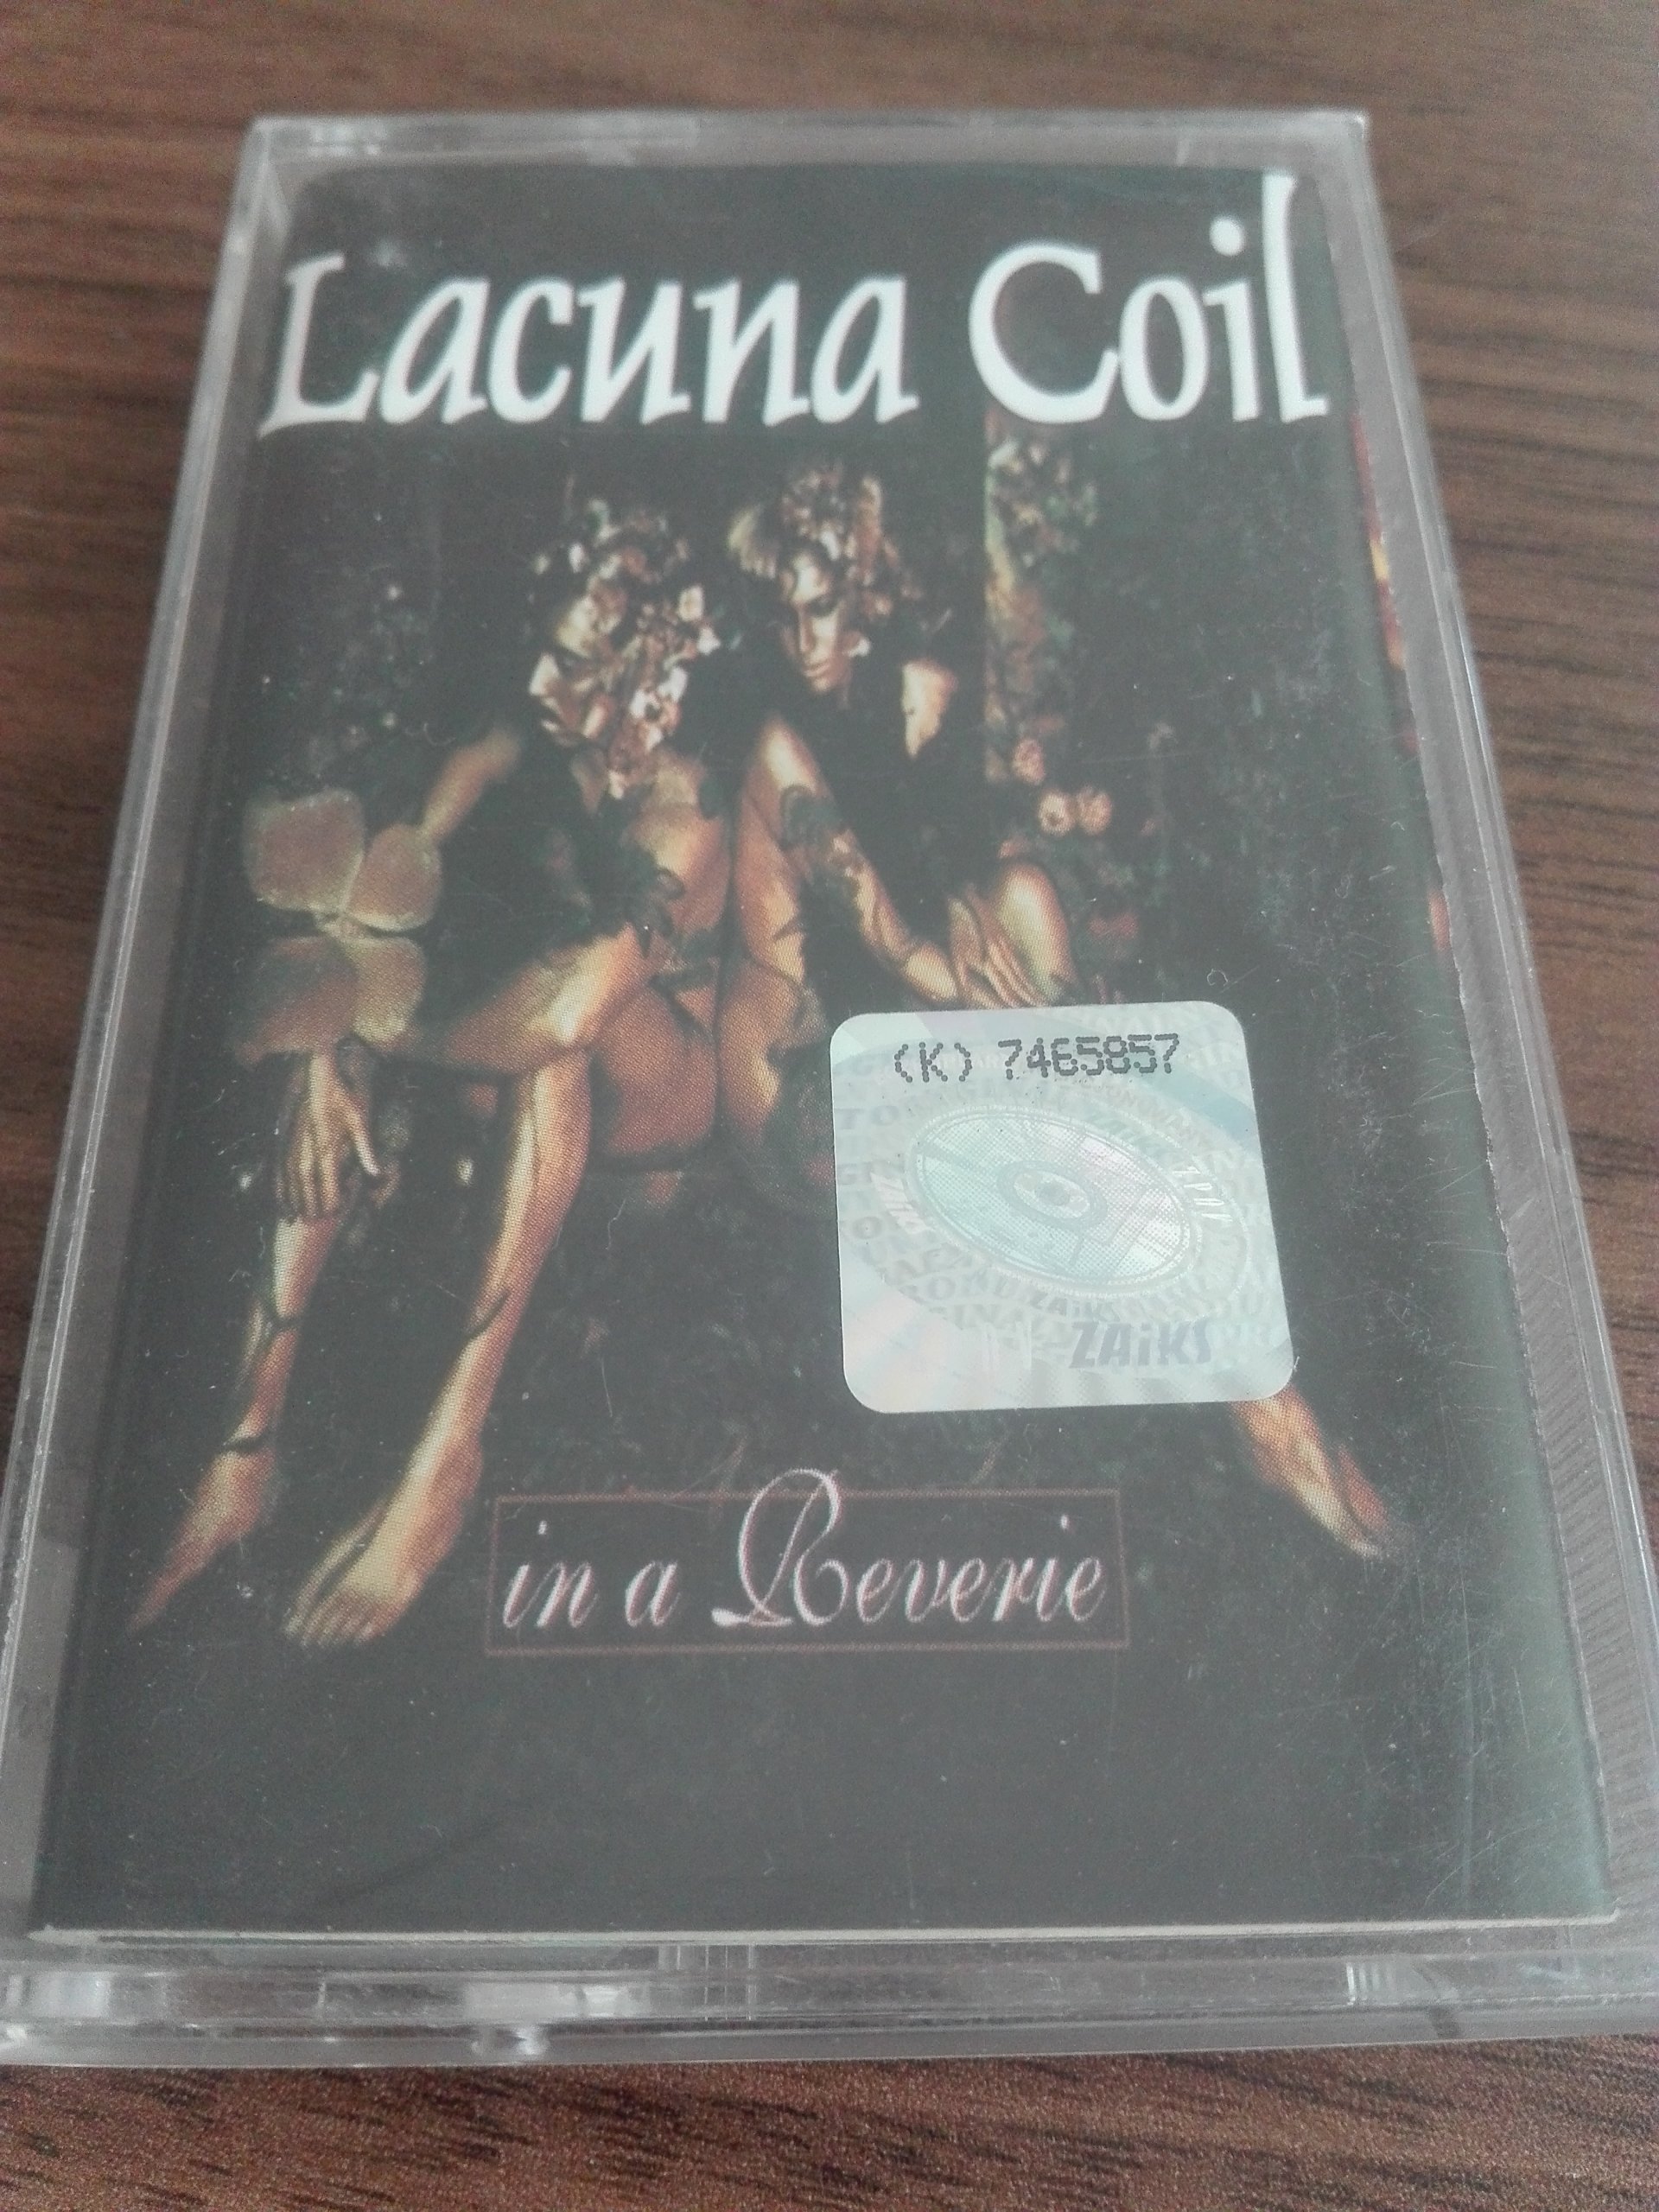 Lacuna Coil
(K) 7465857
ZAiKS
in a Reverie